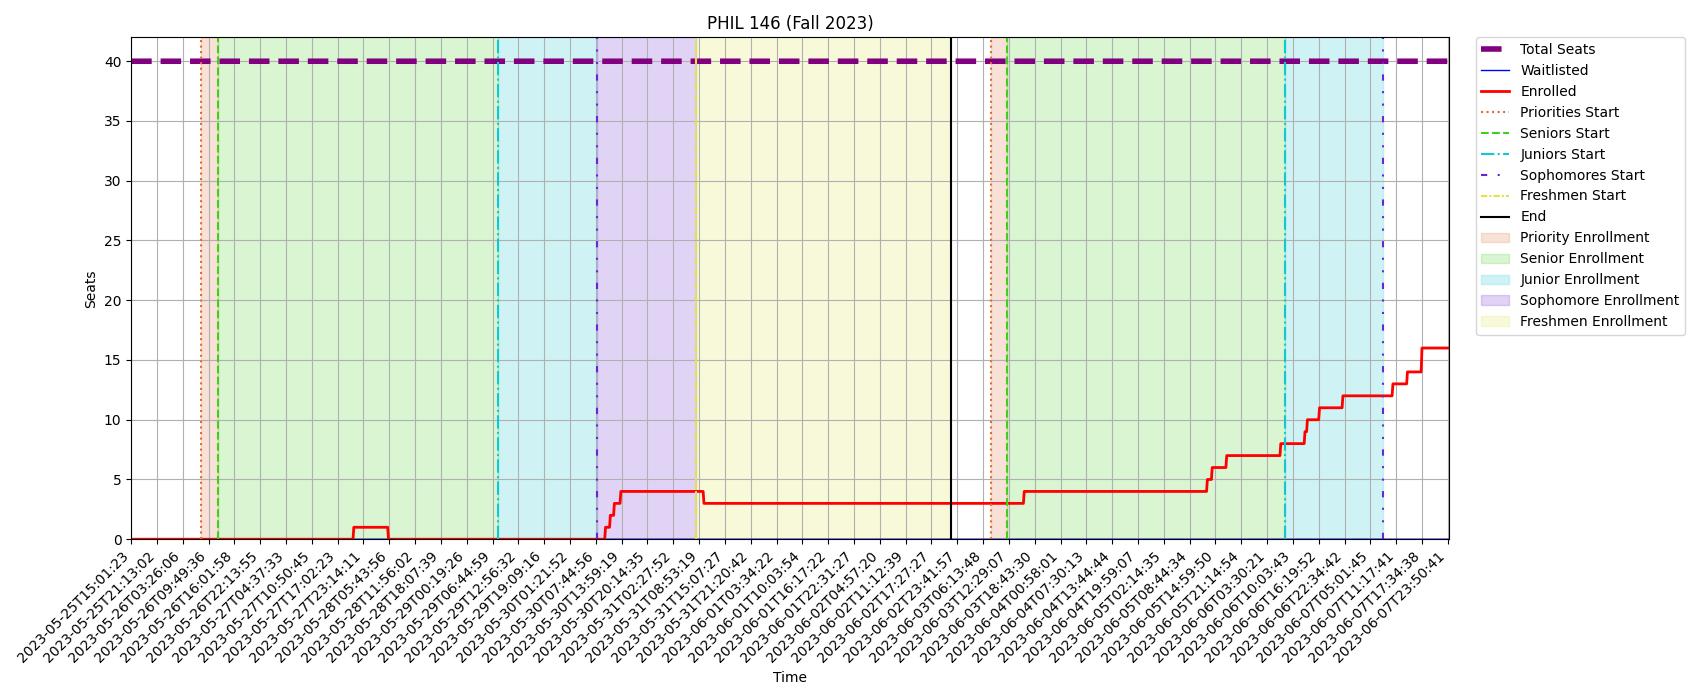 PHIL 146 (Fall 2023)
Seats
40
35
30
25
20
15
10
5
0
2023-05-25T15:01:23
2023-05-25T21:13:02
2023-05-26T03:26:06
2023-05-26T09:49:36
2023-05-26T16:01:58
2023-05-26T22:13:55
2023-05-27T04:37:33
2023-05-27T10:50:45
2023-05-27T17:02:23
2023-05-27T23:14:11
2023-05-28T05:43:56
2023-05-28T11:56:02
2023-05-28T18:07:39
2023-05-29T00:19:26
2023-05-29T06:44:59
2023-05-29T12:56:32
2023-05-29T19:09:16
2023-05-30T01:21:52
2023-05-30T07:44:56
2023-05-30T13:59:19
2023-05-30T20:14:35
2023-05-31T02:27:52
2023-05-31T08:53:19
2023-05-31T15:07:27
2023-05-31T21:20:42
2023-06-01T03:34:22
2023-06-01T10:03:54
2023-06-01T16:17:22
2023-06-01T22:31:27
2023-06-02T04:57:20
2023-06-02T11:12:39
2023-06-02T17:27:27
2023-06-02T23:41:57
2023-06-03T06:13:48
2023-06-03T12:29:07
2023-06-03T18:43:30
2023-06-04T00:58:01
2023-06-04T07:30:13
2023-06-04T13:44:44
2023-06-04T19:59:07
2023-06-05T02:14:35
2023-06-05T08:44:34
2023-06-05T14:59:50
2023-06-05T21:14:54
2023-06-06T03:30:21
2023-06-06T10:03:43
2023-06-06T16:19:52
2023-06-06T22:34:42
2023-06-07T05:01:45
2023-06-07T11:17:41
2023-06-07T17:34:38
2023-06-07T23:50:41
Time
Total Seats
Waitlisted
Enrolled
Priorities Start
Seniors Start
Juniors Start
Sophomores Start
Freshmen Start
End
Priority Enrollment
Senior Enrollment
Junior Enrollment
Sophomore Enrollment
Freshmen Enrollment